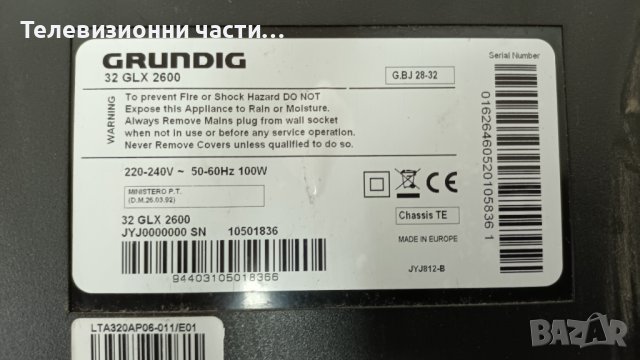 Телевизионни части…
GRUNDIG
32 GLX 2600
G.BJ 28-32
Serial Number
WARNING
To prevent Fire or Shock Hazard DO NOT
Expose this Appliance to Rain or Moisture.
Always Remove Mains plug from wall socket
when not in use or before any service operation.
Never Remove Covers unless qualified to do so.
220-240V ~ 50-60Hz 100W
MINISTERO P.T.
(D.M.26.03.92)
CE
32 GLX 2600
JYJ0000000 SN 10501836
Chassis TE
MADE IN EUROPE
94403105018366
JYJ812-B
01626460520105836 1
LTA320AP06-011/E01
BAZAR